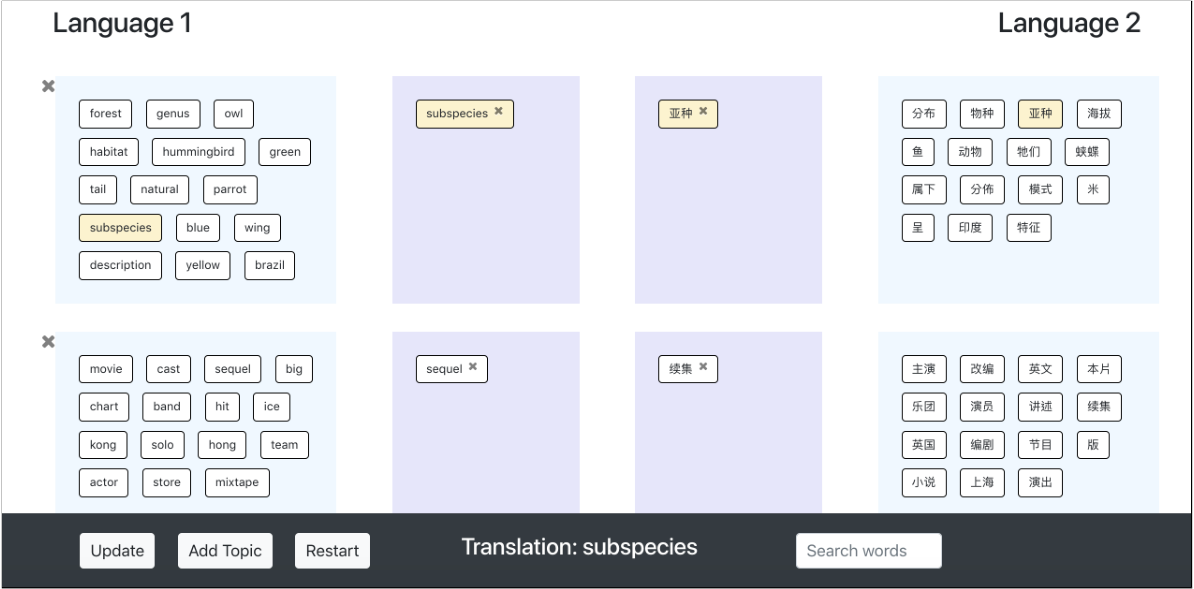 Language 1
Language 2
forest genus owl
habitat hummingbird green
tail natural parrot
subspecies blue wing
description yellow brazil
subspecies
亚种
分布 物种 亚种 海拔
鱼 动物 牠们 蛱蝶
属下 分佈 模式 米
呈 印度 特征
movie cast sequel big
chart band hit ice
kong solo hong team
actor store mixtape
sequel
续集
主演 改编 英文 本片
乐团 演员 讲述 续集
英国 编剧 节目 版
小说 上海 演出
Update Add Topic Restart Translation: subspecies Search words